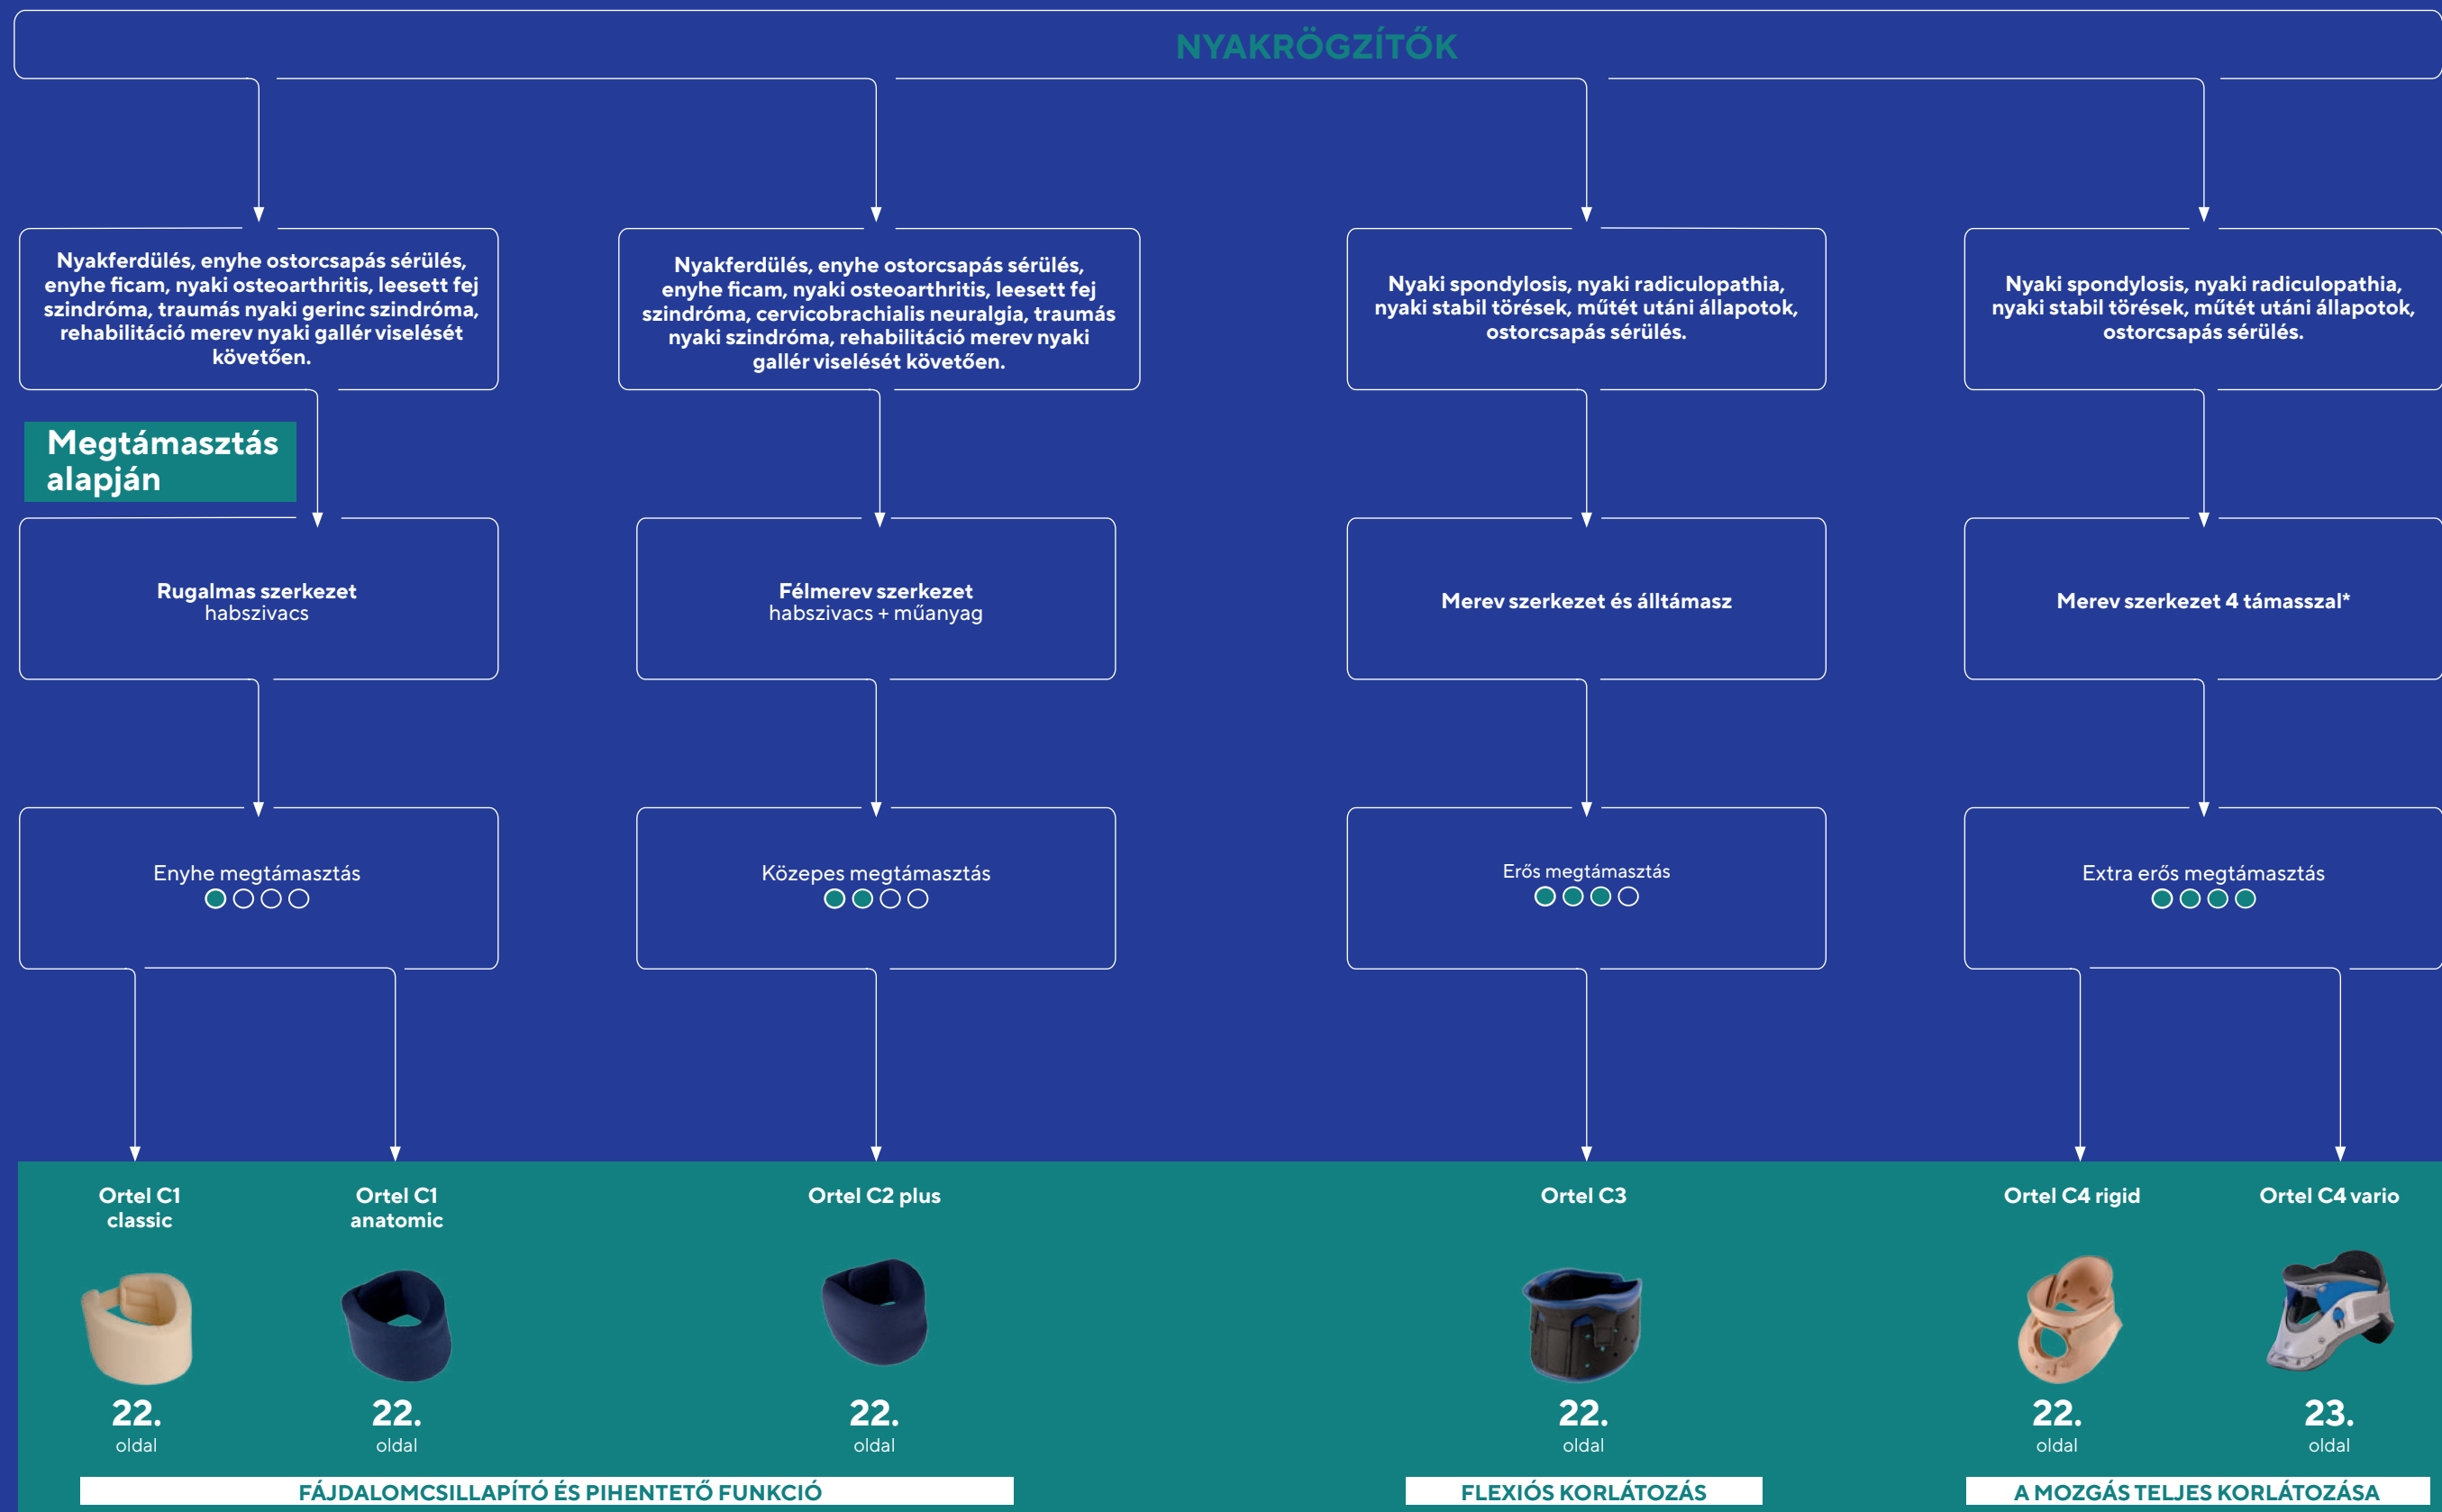 NYAKRÖGZÍTŐK
Nyakferdülés, enyhe ostorcsapás sérülés,
enyhe ficam, nyaki osteoarthritis, leesett fej
szindróma, traumás nyaki gerinc szindróma,
rehabilitáció merev nyaki gallér viselését
követően.
Nyakferdülés, enyhe ostorcsapás sérülés,
enyhe ficam, nyaki osteoarthritis, leesett fej
szindróma, cervicobrachialis neuralgia, traumás
nyaki szindróma, rehabilitáció merev nyaki
gallér viselését követően.
Nyaki spondylosis, nyaki radiculopathia,
nyaki stabil törések, műtét utáni állapotok,
ostorcsapás sérülés.
Nyaki spondylosis, nyaki radiculopathia,
nyaki stabil törések, műtét utáni állapotok,
ostorcsapás sérülés.
Megtámasztás
alapján
Rugalmas szerkezet
habszivacs
Félmerev szerkezet
habszivacs + műanyag
Merev szerkezet és álltámasz
Merev szerkezet 4 támasszal*
Enyhe megtámasztás
Közepes megtámasztás
Erős megtámasztás
Extra erős megtámasztás
Ortel C1
classic
Ortel C1
anatomic
Ortel C2 plus
Ortel C3
Ortel C4 rigid
Ortel C4 vario
22.
oldal
22.
oldal
22.
oldal
22.
oldal
22.
oldal
23.
oldal
FÁJDALOMCSILLAPÍTÓ ÉS PIHENTETŐ FUNKCIÓ
FLEXIÓS KORLÁTOZÁS
A MOZGÁS TELJES KORLÁTOZÁSA